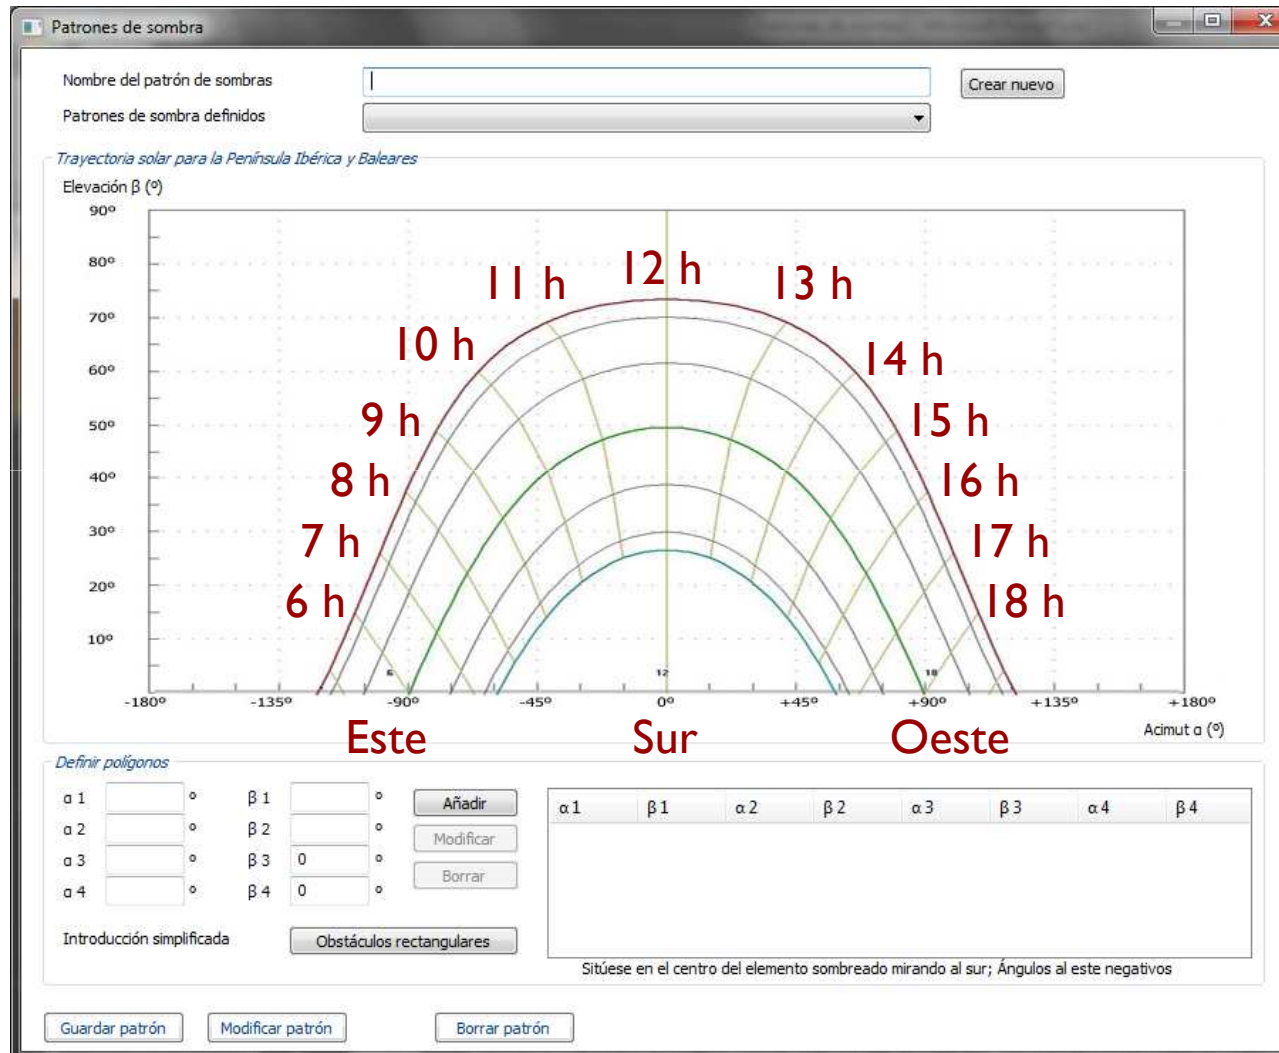 Patrones de sombra
Nombre del patrón de sombras
Crear nuevo
Patrones de sombra definidos
Trayectoria solar para la Península Ibérica y Baleares
Elevación β (º)
90º
80º
70º
60º
50º
40º
30º
20º
10º
12 h
11 h
13 h
10 h
14 h
9 h
15 h
8 h
16 h
7 h
17 h
6 h
18 h
6
12
18
-180º -135º -90º -45º 0º +45º +90º +135º +180º
Este Sur Oeste
Acimut α (º)
Definir polígonos
α 1 º β 1 º Añadir
α 2 º β 2 º Modificar
α 3 º β 3 0 º Borrar
α 4 º β 4 0 º
α 1 β 1 α 2 β 2 α 3 β 3 α 4 β 4
Introducción simplificada Obstáculos rectangulares
Sitúese en el centro del elemento sombreado mirando al sur; Ángulos al este negativos
Guardar patrón Modificar patrón Borrar patrón